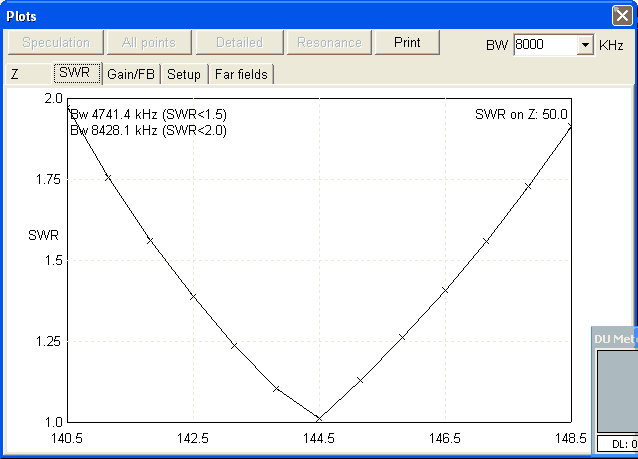 Plots
Speculation All points Detailed Resonance Print BW 8000 KHz
Z SWR Gain/FB Setup Far fields
2.0
Bw 4741.4 kHz (SWR<1.5) SWR on Z: 50.0
Bw 8428.1 kHz (SWR<2.0)
1.75
SWR
1.5
1.25
DU Mete
1.0
DL: 0
140.5 142.5 144.5 146.5 148.5